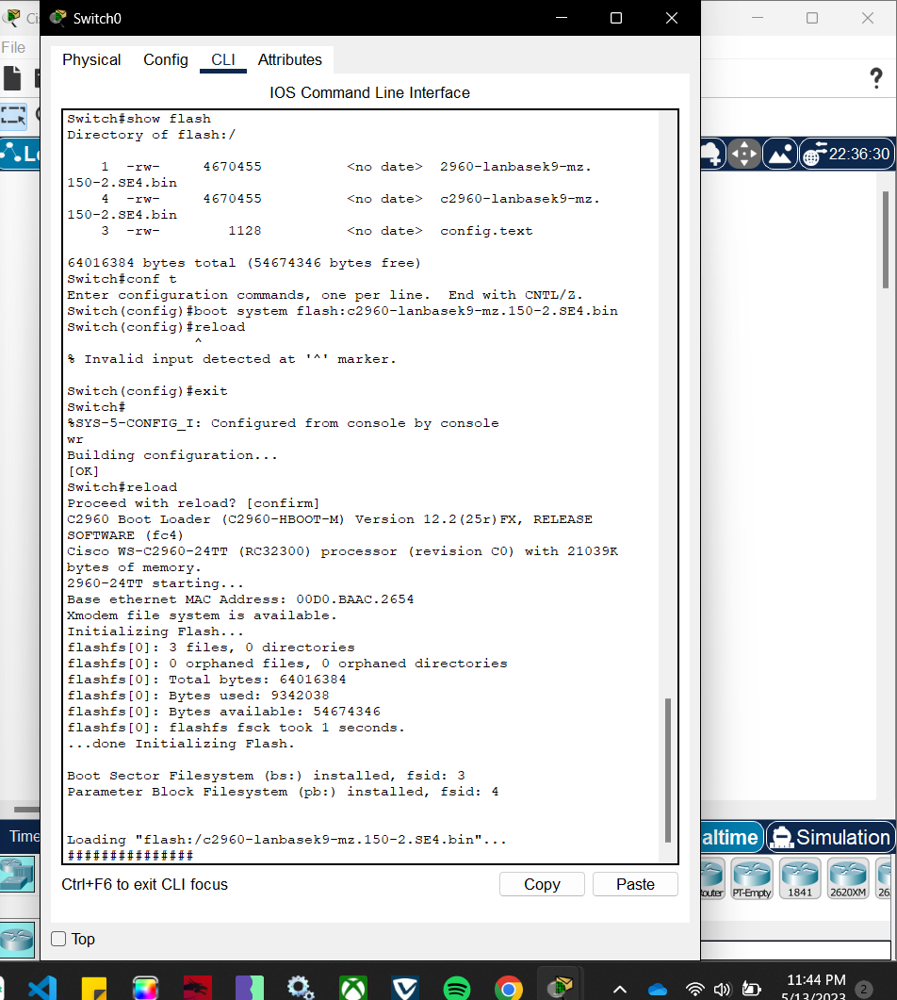 Switch0
Ci
File
Physical Config CLI Attributes
?
IOS Command Line Interface
Lo
22:36:30
Switch#show flash
Directory of flash:/
1 -rw- 4670455 <no date> 2960-lanbasek9-mz.
150-2.SE4.bin
4 -rw- 4670455 <no date> c2960-lanbasek9-mz.
150-2.SE4.bin
3 -rw- 1128 <no date> config.text
64016384 bytes total (54674346 bytes free)
Switch#conf t
Enter configuration commands, one per line. End with CNTL/Z.
Switch(config)#boot system flash:c2960-lanbasek9-mz.150-2.SE4.bin
Switch(config)#reload
^
% Invalid input detected at '^' marker.
Switch(config)#exit
Switch#
%SYS-5-CONFIG_I: Configured from console by console
wr
Building configuration...
[OK]
Switch#reload
Proceed with reload? [confirm]
C2960 Boot Loader (C2960-HBOOT-M) Version 12.2(25r)FX, RELEASE
SOFTWARE (fc4)
Cisco WS-C2960-24TT (RC32300) processor (revision C0) with 21039K
bytes of memory.
2960-24TT starting...
Base ethernet MAC Address: 00D0.BAAC.2654
Xmodem file system is available.
Initializing Flash...
flashfs[0]: 3 files, 0 directories
flashfs[0]: 0 orphaned files, 0 orphaned directories
flashfs[0]: Total bytes: 64016384
flashfs[0]: Bytes used: 9342038
flashfs[0]: Bytes available: 54674346
flashfs[0]: flashfs fsck took 1 seconds.
...done Initializing Flash.
Boot Sector Filesystem (bs:) installed, fsid: 3
Parameter Block Filesystem (pb:) installed, fsid: 4
Loading "flash:/c2960-lanbasek9-mz.150-2.SE4.bin"...
###############
Time
altime Simulation
Ctrl+F6 to exit CLI focus
Copy Paste
outer PT-Empty 1841 2620XM 26
Top
11:44 PM
5/13/2023
2